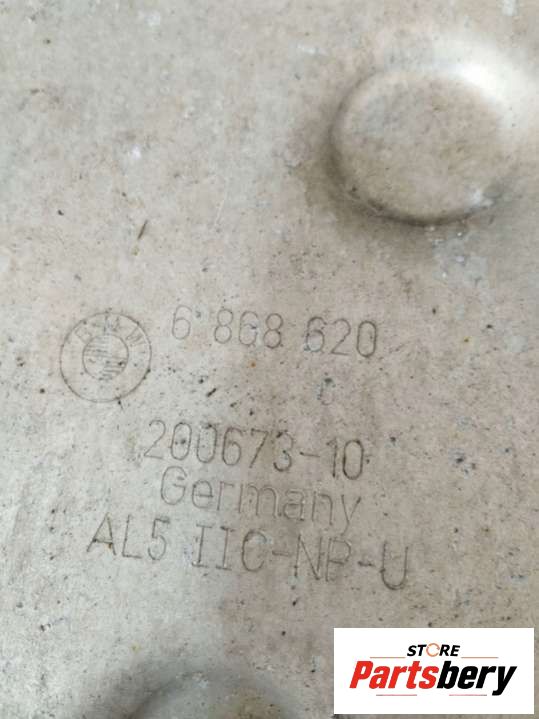 BMW
6 868 620
200673-10
Germany
AL5 IIC-NP-U
STORE
Partsbery